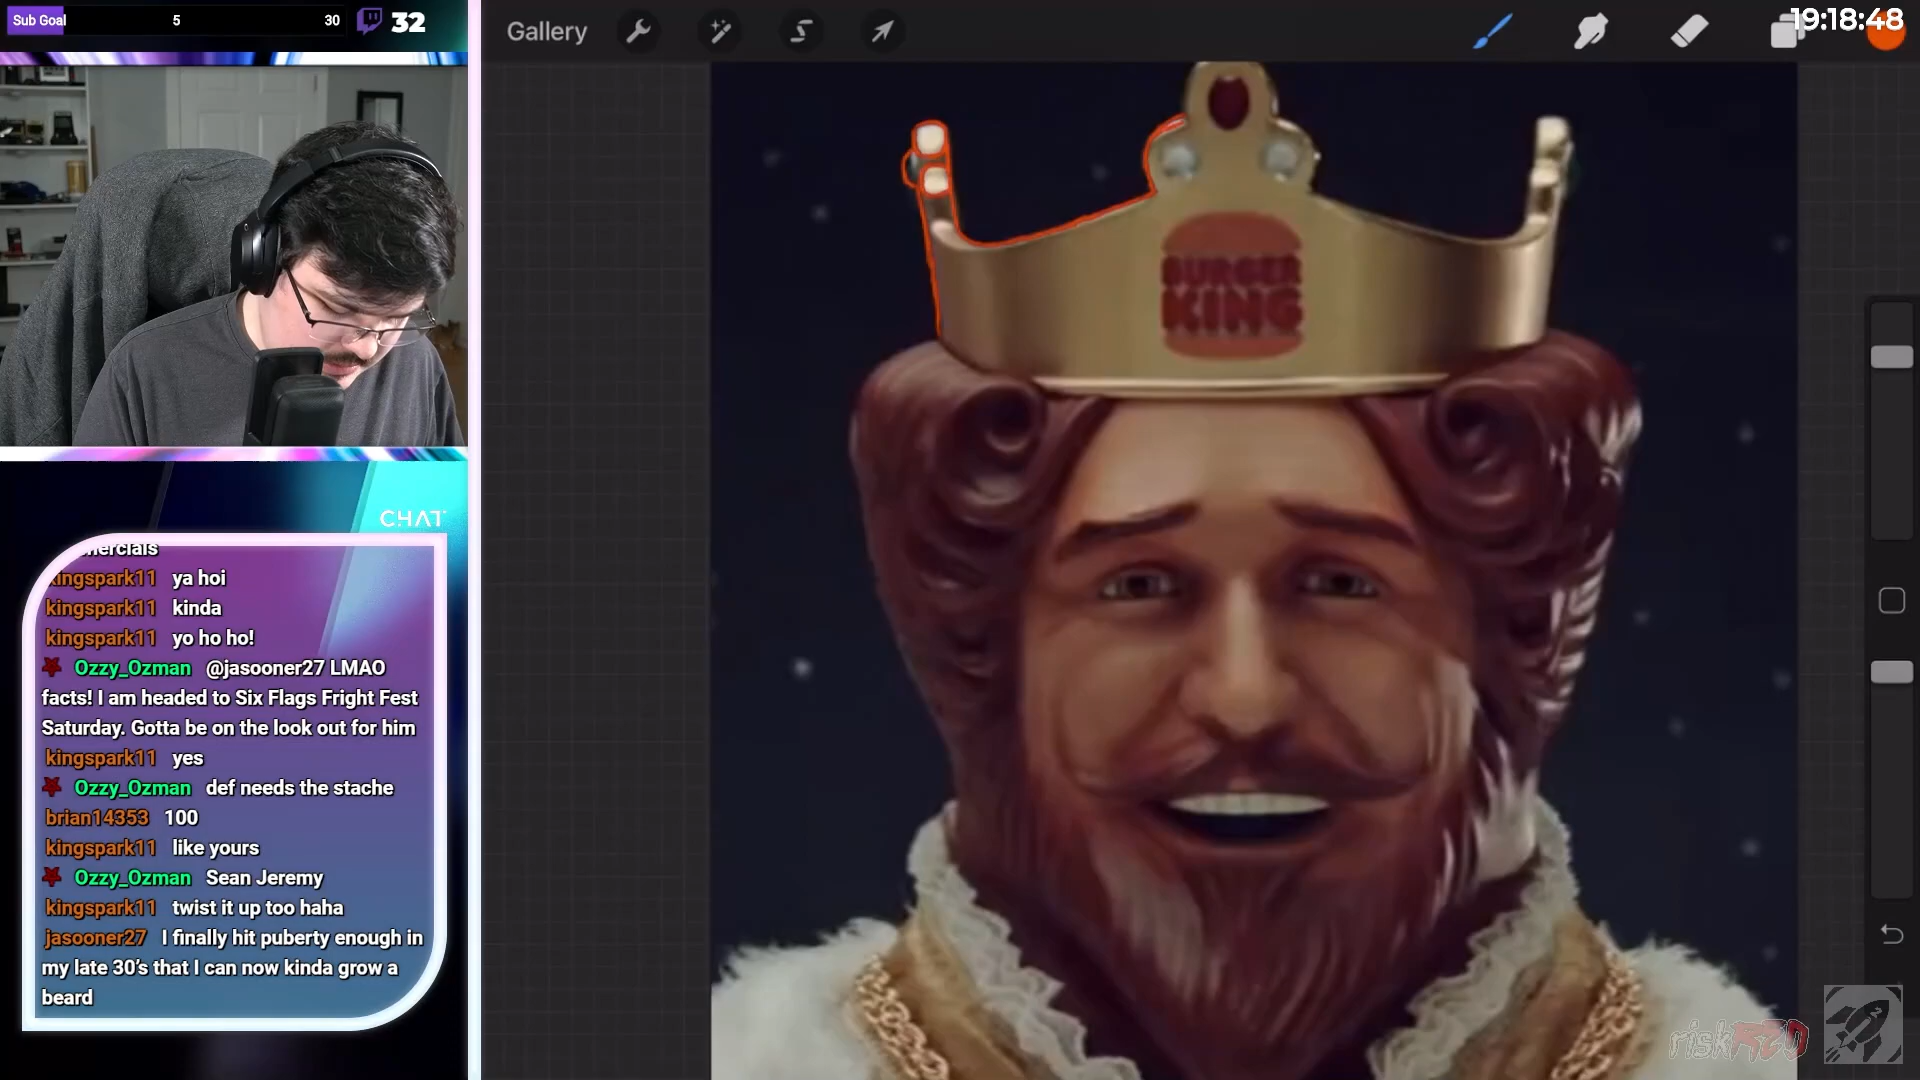 Sub Goal 5 30 32
Gallery
19:18:48
BURGER
KING
CHAT
kingspark11 ya hoi
kingspark11 kinda
kingspark11 yo ho ho!
Ozzy_Ozman @jasooner27 LMAO
facts! I am headed to Six Flags Fright Fest
Saturday. Gotta be on the look out for him
kingspark11 yes
Ozzy_Ozman def needs the stache
brian14353 100
kingspark11 like yours
Ozzy_Ozman Sean Jeremy
kingspark11 twist it up too haha
jasooner27 I finally hit puberty enough in
my late 30's that I can now kinda grow a
beard
riskRED